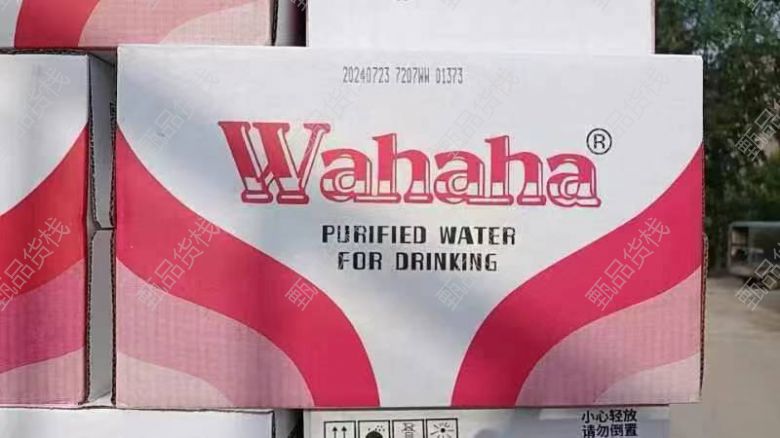 20240723 7207WW 01373
Wahaha®
PURIFIED WATER
FOR DRINKING
小心轻放
请勿倒置
甄品货栈